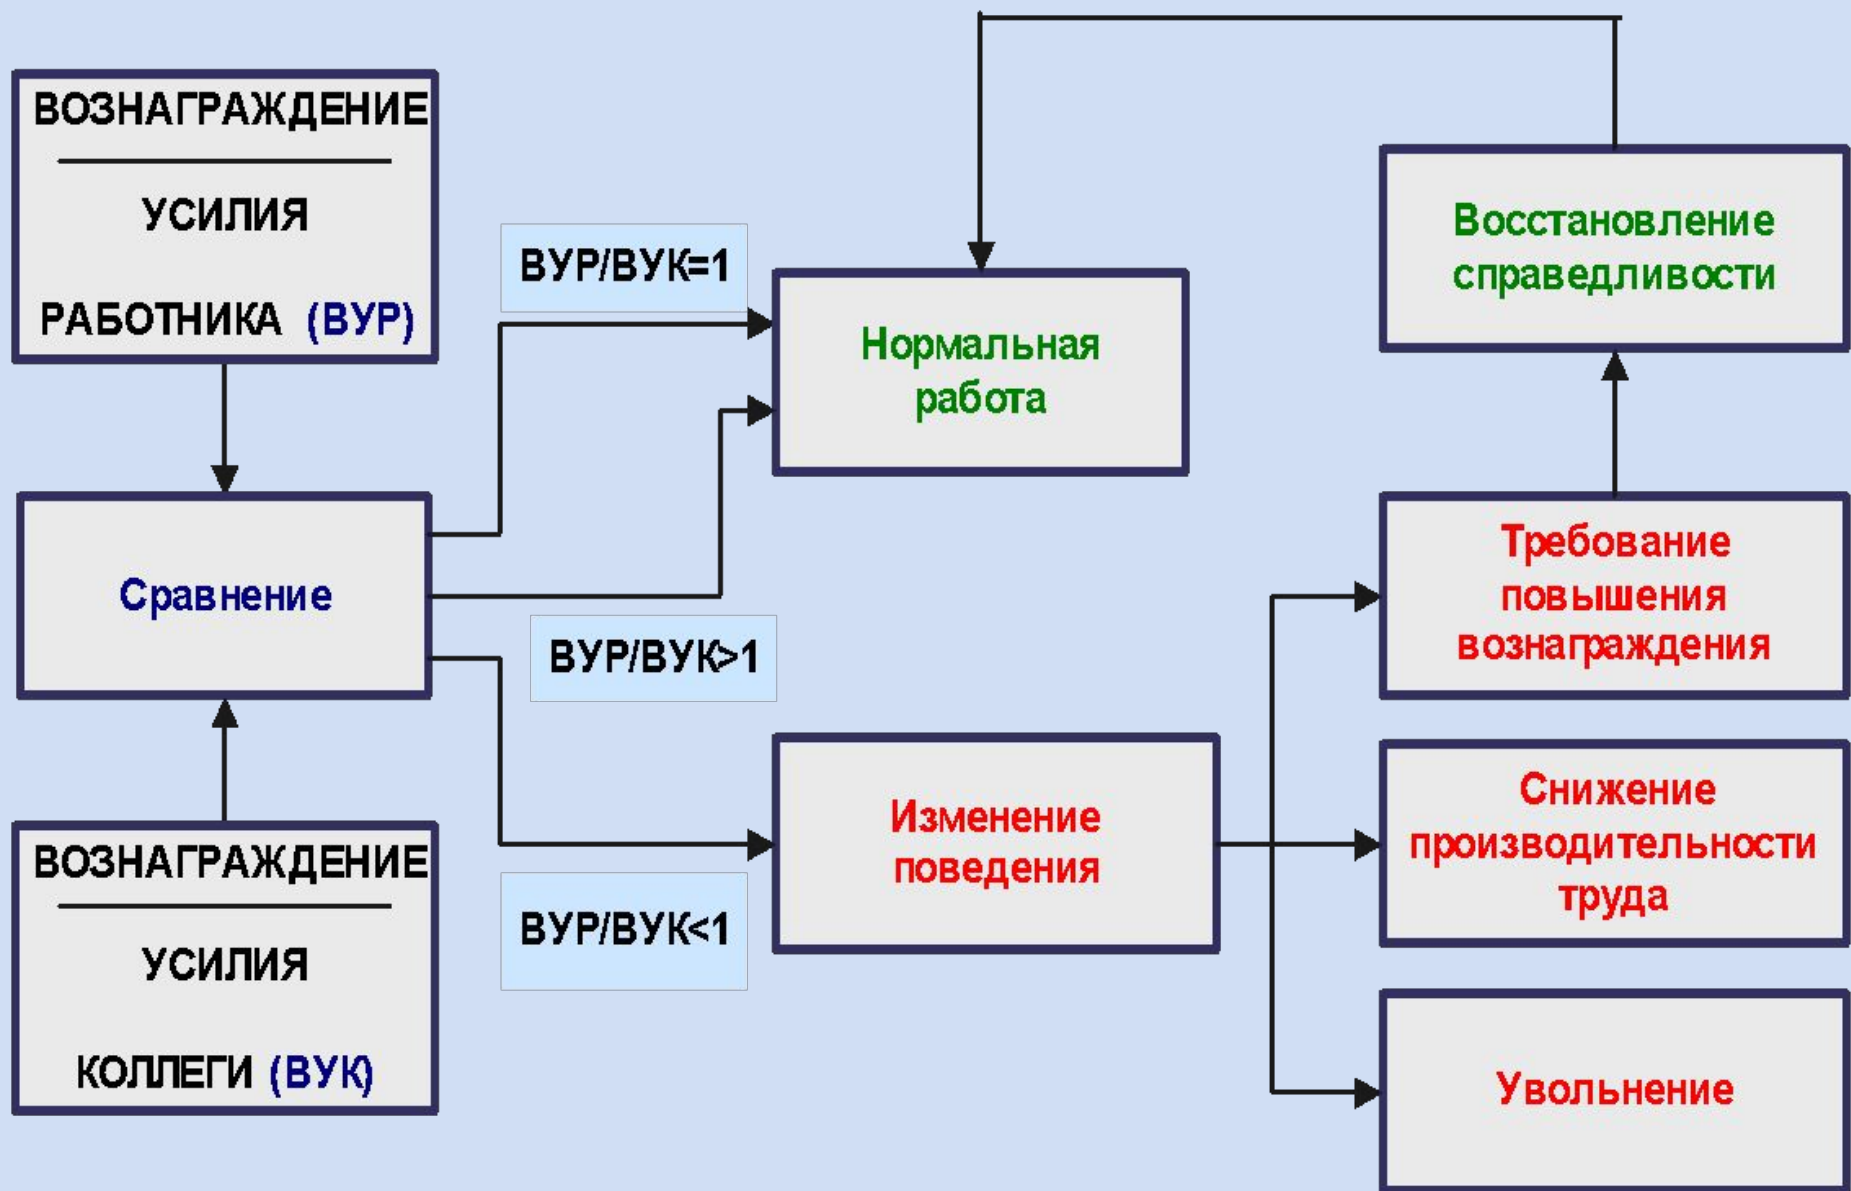 ВОЗНАГРАЖДЕНИЕ
УСИЛИЯ
РАБОТНИКА (ВУР)
Сравнение
ВОЗНАГРАЖДЕНИЕ
УСИЛИЯ
КОЛЛЕГИ (ВУК)
ВУР/ВУК=1
ВУР/ВУК>1
ВУР/ВУК<1
Нормальная
работа
Изменение
поведения
Восстановление
справедливости
Требование
повышения
вознаграждения
Снижение
производительности
труда
Увольнение